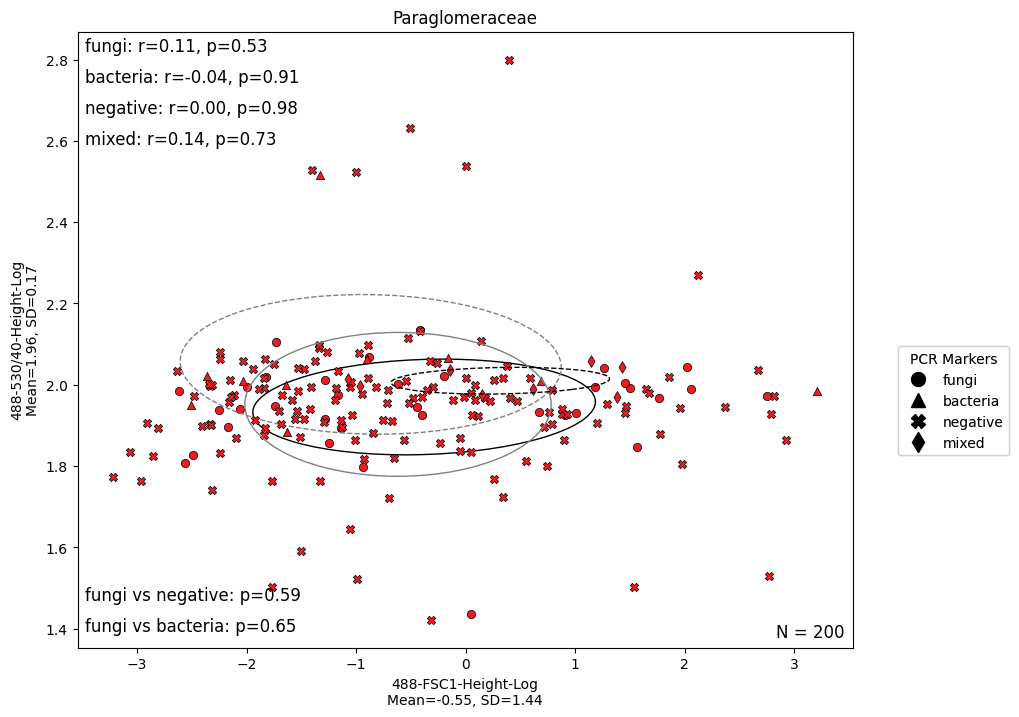 Paraglomeraceae
fungi: r=0.11, p=0.53
bacteria: r=-0.04, p=0.91
negative: r=0.00, p=0.98
mixed: r=0.14, p=0.73
2.8
2.6
2.4
2.2
2.0
1.8
1.6
1.4
488-530/40-Height-Log
Mean=1.96, SD=0.17
PCR Markers
fungi
bacteria
negative
mixed
fungi vs negative: p=0.59
fungi vs bacteria: p=0.65
N = 200
−3 −2 −1 0 1 2 3
488-FSC1-Height-Log
Mean=-0.55, SD=1.44